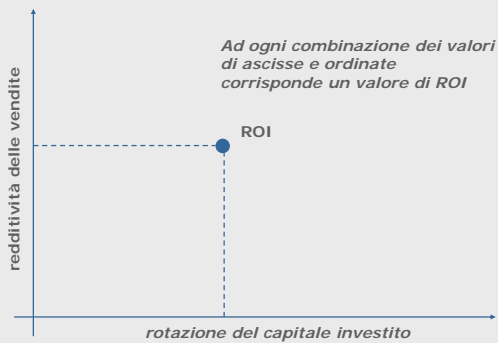 Ad ogni combinazione dei valori
di ascisse e ordinate
corrisponde un valore di ROI
ROI
redditività delle vendite
rotazione del capitale investito